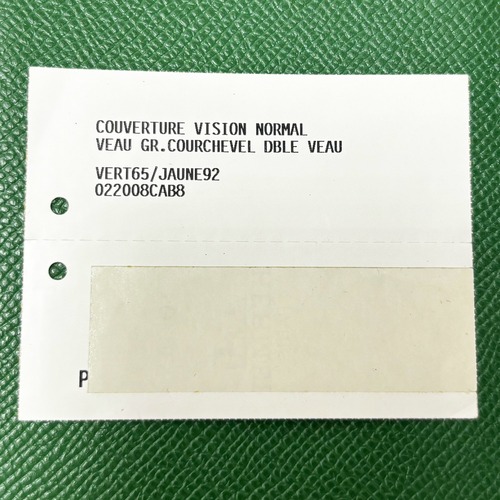 COUVERTURE VISION NORMAL
VEAU GR.COURCHEVEL DBLE VEAU
VERT65/JAUNE92
022008CAB8
P